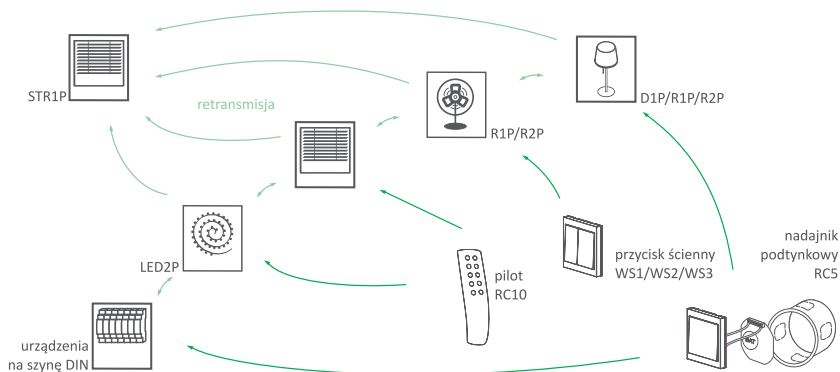 STR1P
retransmisja
R1P/R2P
D1P/R1P/R2P
LED2P
pilot
RC10
przycisk ścienny
WS1/WS2/WS3
nadajnik
podtynkowy
RC5
urządzenia
na szynę DIN
BAT